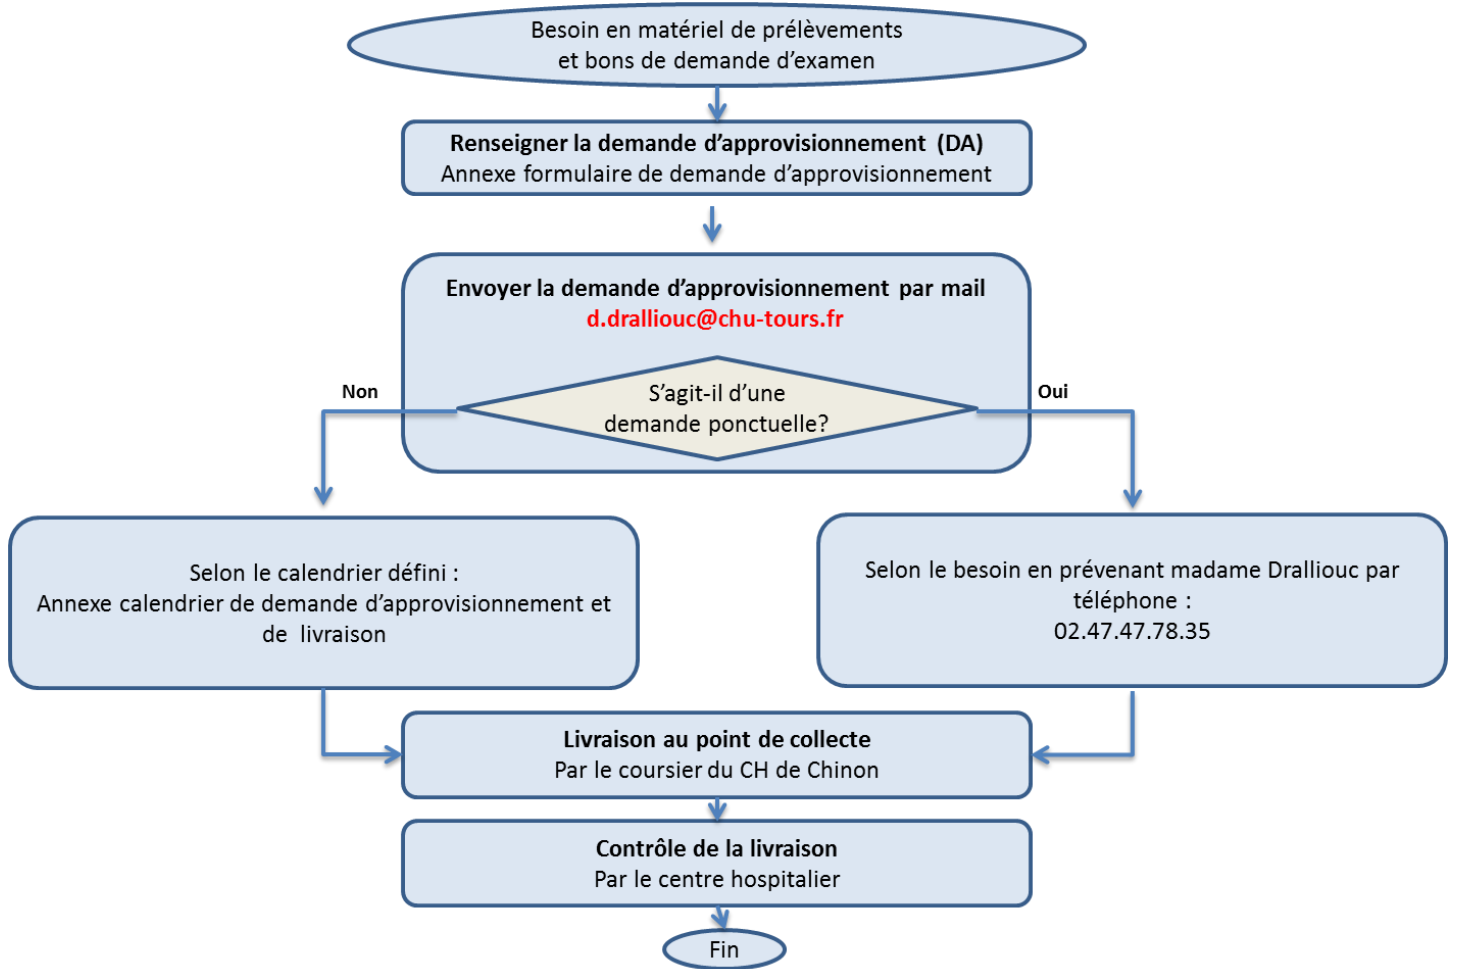 Besoin en matériel de prélèvements
et bons de demande d’examen
Renseigner la demande d’approvisionnement (DA)
Annexe formulaire de demande d’approvisionnement
Envoyer la demande d’approvisionnement par mail
d.dralliouc@chu-tours.fr
S’agit-il d’une
demande ponctuelle?
Non
Oui
Selon le calendrier défini :
Annexe calendrier de demande d’approvisionnement et
de livraison
Selon le besoin en prévenant madame Dralliouc par
téléphone :
02.47.47.78.35
Livraison au point de collecte
Par le coursier du CH de Chinon
Contrôle de la livraison
Par le centre hospitalier
Fin